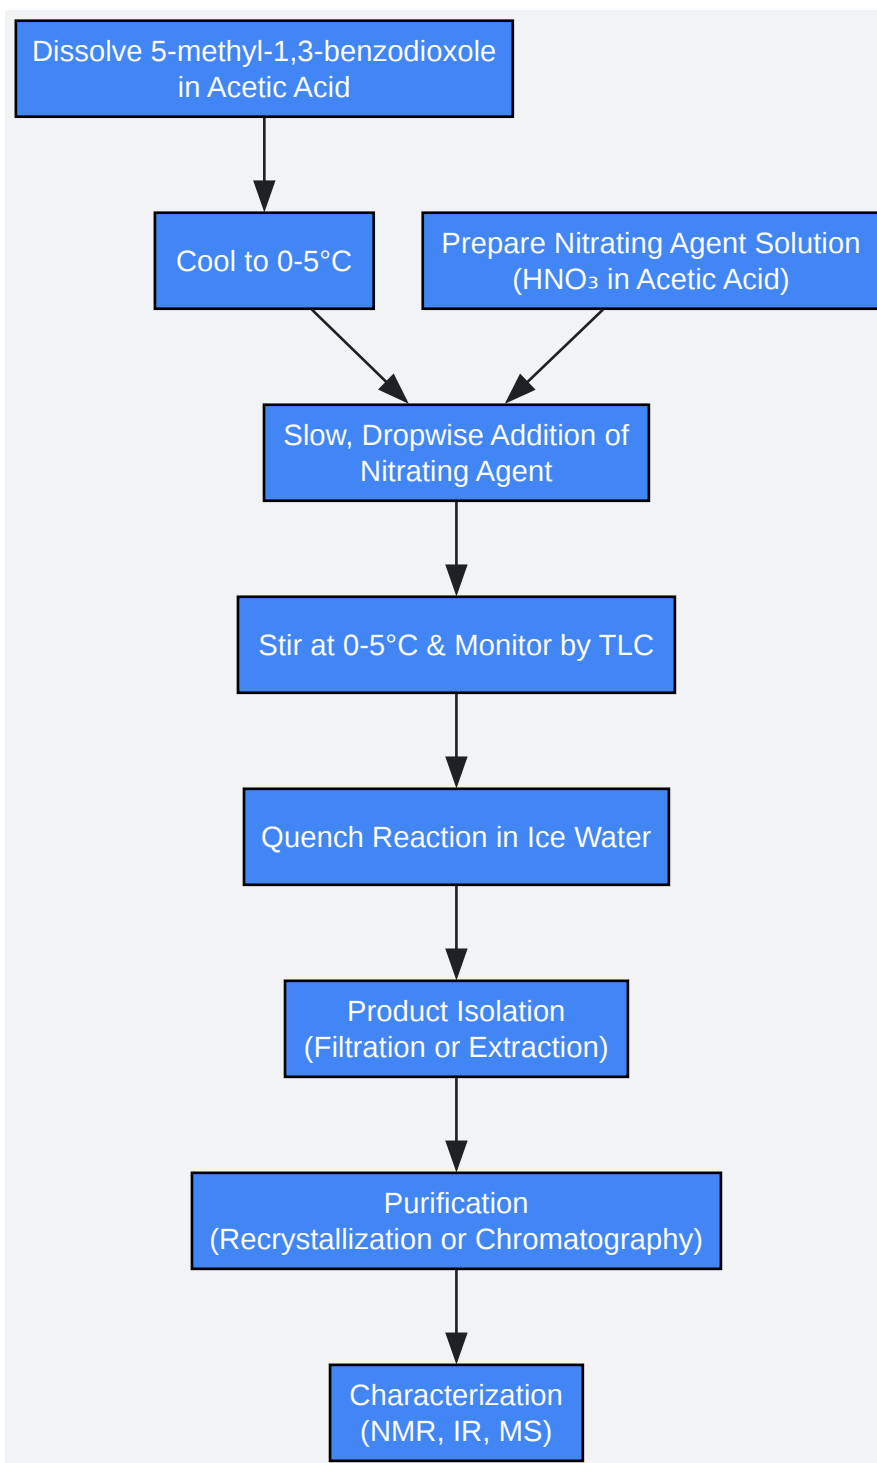 Dissolve 5-methyl-1,3-benzodioxole
in Acetic Acid
Cool to 0-5°C
Prepare Nitrating Agent Solution
(HNO₃ in Acetic Acid)
Slow, Dropwise Addition of
Nitrating Agent
Stir at 0-5°C & Monitor by TLC
Quench Reaction in Ice Water
Product Isolation
(Filtration or Extraction)
Purification
(Recrystallization or Chromatography)
Characterization
(NMR, IR, MS)